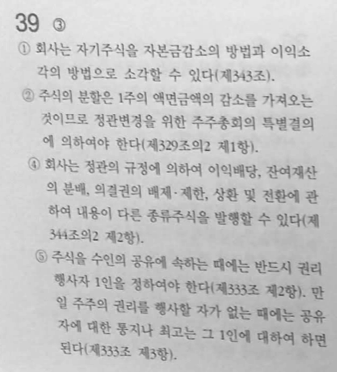 39 ③
① 회사는 자기주식을 자본금감소의 방법과 이익소
각의 방법으로 소각할 수 있다(제343조).
② 주식의 분할은 1주의 액면금액의 감소를 가져오는
것이므로 정관변경을 위한 주주총회의 특별결의
에 의하여야 한다(제329조의2 제1항).
④ 회사는 정관의 규정에 의하여 이익배당, 잔여재산
의 분배, 의결권의 배제·제한, 상환 및 전환에 관
하여 내용이 다른 종류주식을 발행할 수 있다(제
344조의2 제2항).
⑤ 주식을 수인의 공유에 속하는 때에는 반드시 권리
행사자 1인을 정하여야 한다(제333조 제2항). 만
일 주주의 권리를 행사할 자가 없는 때에는 공유
자에 대한 통지나 최고는 그 1인에 대하여 하면
된다(제333조 제3항).